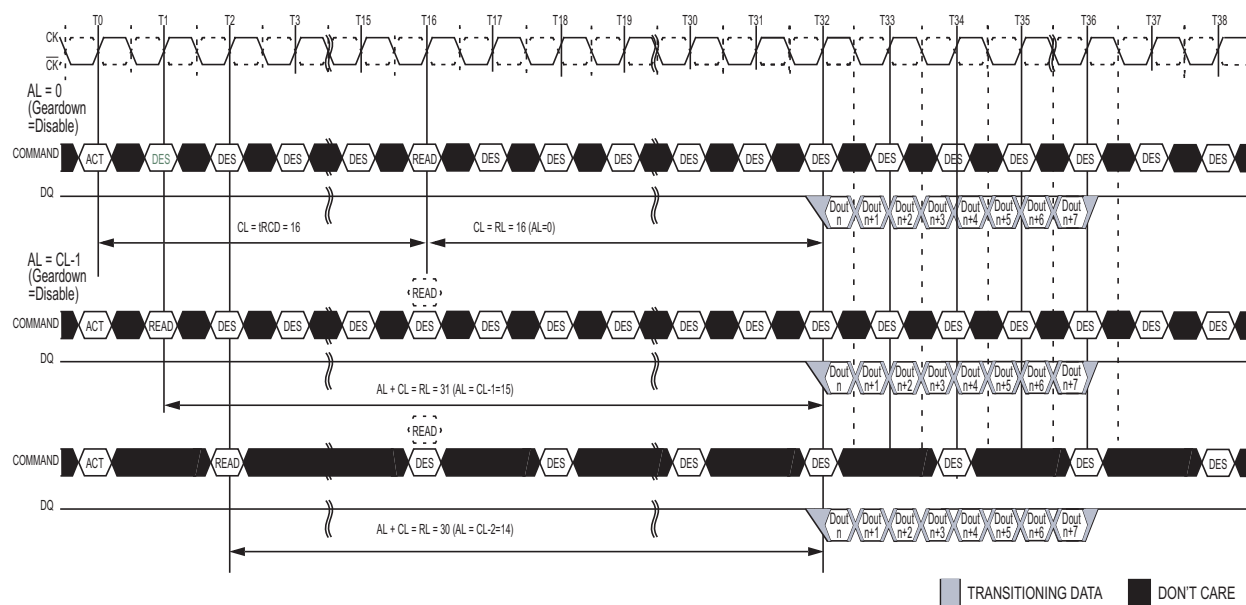 T0 T1 T2 T3 T15 T16 T17 T18 T19 T30 T31 T32 T33 T34 T35 T36 T37 T38
CK
CK
AL = 0
(Geardown
=Disable)
COMMAND ACT DES DES DES DES READ DES DES DES DES DES DES DES DES DES DES DES DES
DQ
Dout n Dout n+1 Dout n+2 Dout n+3 Dout n+4 Dout n+5 Dout n+6 Dout n+7
CL = tRCD = 16 CL = RL = 16 (AL=0)
AL = CL-1
(Geardown
=Disable)
READ
COMMAND ACT READ DES DES DES DES DES DES DES DES DES DES DES DES DES DES DES DES
DQ
Dout n Dout n+1 Dout n+2 Dout n+3 Dout n+4 Dout n+5 Dout n+6 Dout n+7
AL + CL = RL = 31 (AL = CL-1=15)
READ
COMMAND ACT READ DES DES DES DES DES DES DES
DQ
Dout n Dout n+1 Dout n+2 Dout n+3 Dout n+4 Dout n+5 Dout n+6 Dout n+7
AL + CL = RL = 30 (AL = CL-2=14)
TRANSITIONING DATA DON'T CARE